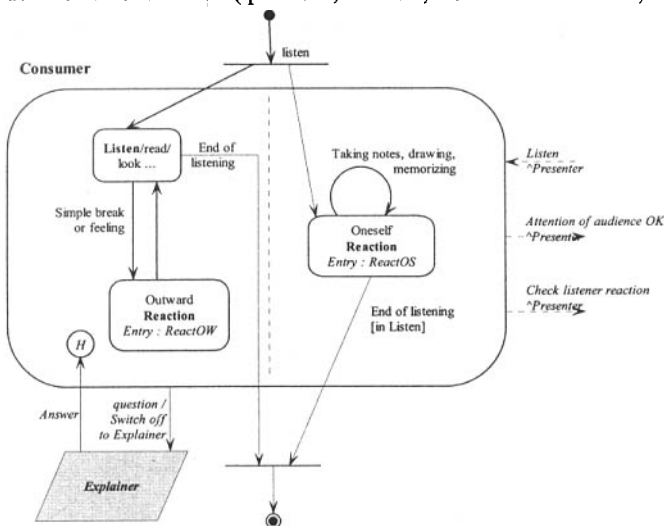 listen
Consumer
Listen/read/
look ...
End of
listening
Taking notes, drawing,
memorizing
Listen
^Presenter
Simple break
or feeling
Oneself
Reaction
Entry : ReactOS
Attention of audience OK
^Presenter
Outward
Reaction
Entry : ReactOW
Check listener reaction
^Presenter
End of listening
[in Listen]
H
Answer
question /
Switch off
to Explainer
Explainer